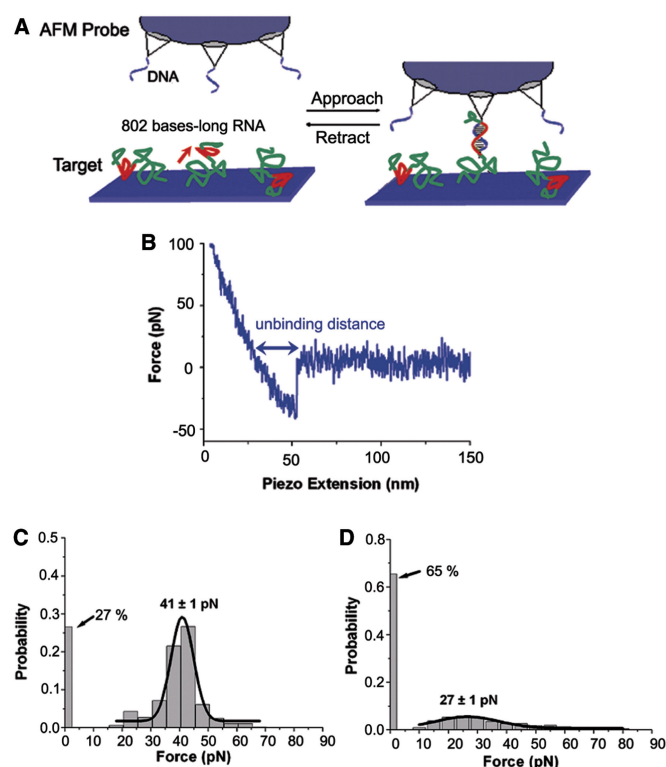 A
AFM Probe
DNA
Approach
Retract
802 bases-long RNA
Target
B
100
50
0
-50
Force (pN)
unbinding distance
0 50 100 150
Piezo Extension (nm)
C
0.5
0.4
0.3
0.2
0.1
0.0
Probability
27 %
41 ± 1 pN
0 10 20 30 40 50 60 70 80 90
Force (pN)
D
0.8
0.6
0.4
0.2
0.0
Probability
65 %
27 ± 1 pN
0 10 20 30 40 50 60 70 80 90
Force (pN)